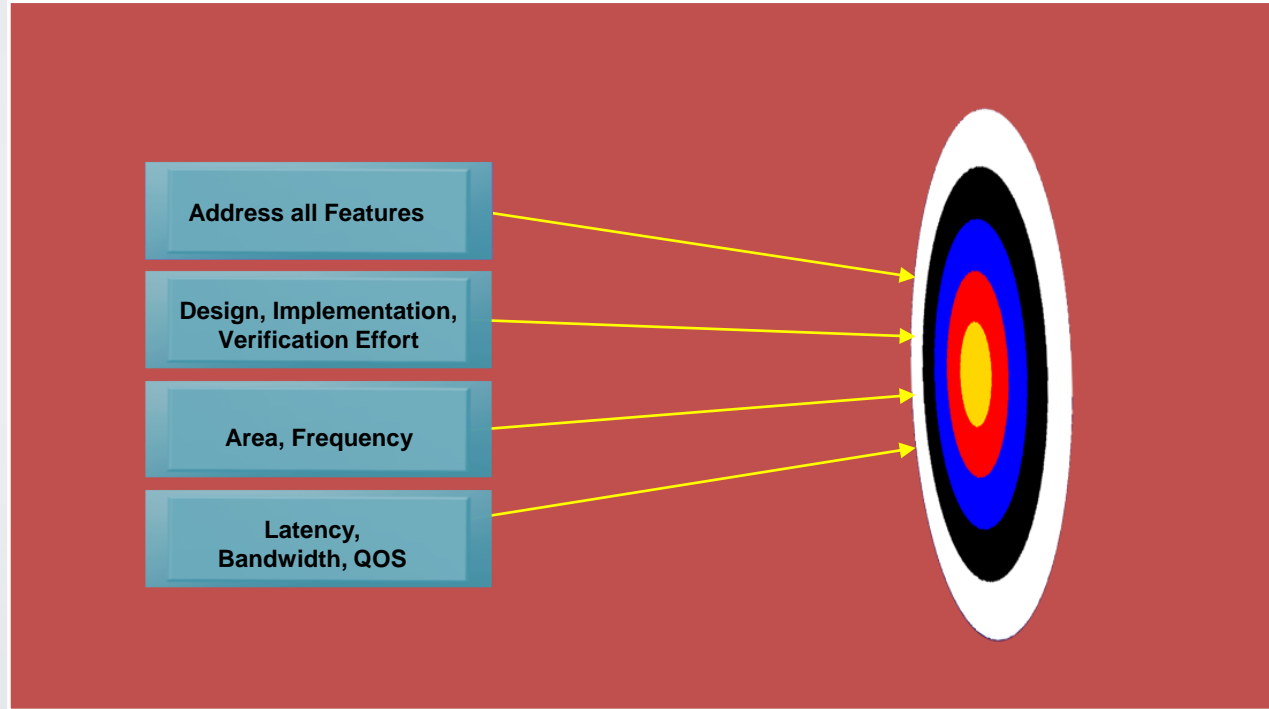 Address all Features
Design, Implementation,
Verification Effort
Area, Frequency
Latency,
Bandwidth, QOS